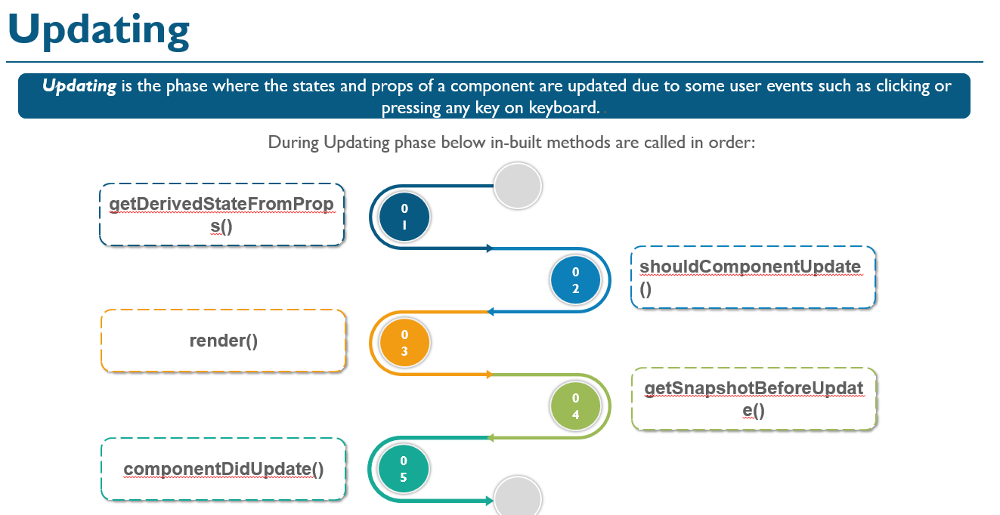 Updating
Updating is the phase where the states and props of a component are updated due to some user events such as clicking or
pressing any key on keyboard. .
During Updating phase below in-built methods are called in order:
getDerivedStateFromProp
s()
0
1
shouldComponentUpdate
()
0
2
render()
0
3
getSnapshotBeforeUpdat
e()
0
4
componentDidUpdate()
0
5